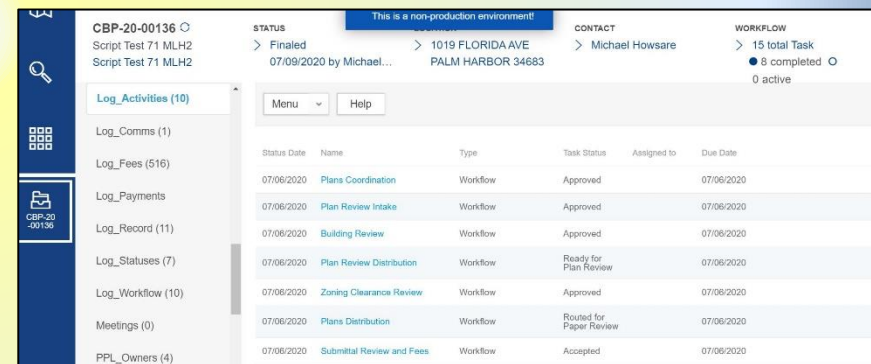 This is a non-production environment!
CBP-20-00136
Script Test 71 MLH2
Script Test 71 MLH2
STATUS
> Finaled
07/09/2020 by Michael...
> 1019 FLORIDA AVE
PALM HARBOR 34683
CONTACT
> Michael Howsare
WORKFLOW
> 15 total Task
8 completed
0 active
CBP-20
-00136
Log_Activities (10)
Log_Comms (1)
Log_Fees (516)
Log_Payments
Log_Record (11)
Log_Statuses (7)
Log_Workflow (10)
Meetings (0)
PPL_Owners (4)
Menu
Help
Status Date Name Type Task Status Assigned to Due Date
07/06/2020 Plans Coordination Workflow Approved 07/06/2020
07/06/2020 Plan Review Intake Workflow Approved 07/06/2020
07/06/2020 Building Review Workflow Approved 07/06/2020
07/06/2020 Plan Review Distribution Workflow Ready for Plan Review 07/06/2020
07/06/2020 Zoning Clearance Review Workflow Approved 07/06/2020
07/06/2020 Plans Distribution Workflow Routed for Paper Review 07/06/2020
07/06/2020 Submittal Review and Fees Workflow Accepted 07/06/2020